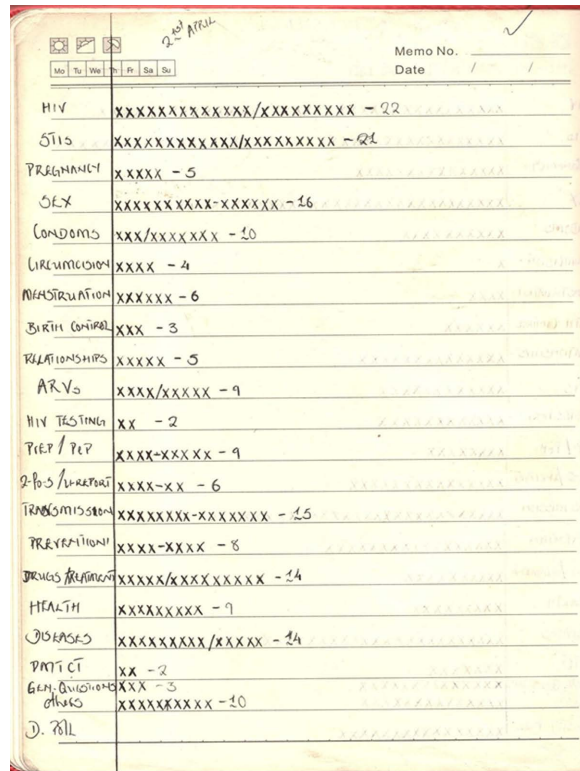 2nd APRIL
Memo No.
Mo Tu We Th Fr Sa Su
Date / /
HIV xxxxxxxxxxxxx/xxxxxxxxx - 22
STIS xxxxxxxxxxxx/xxxxxxxxx - 21
PREGNANCY xxxxx - 5
SEX xxxxxxxxxx-xxxxxx - 16
CONDOMS xxx/xxxxxxx - 10
CIRCUMCISION xxxx - 4
MENSTRUATION xxxxxx - 6
BIRTH CONTROL xxx - 3
RELATIONSHIPS xxxxx - 5
ARVs xxxx/xxxxx - 9
HIV TESTING xx - 2
PrEP / PEP xxxx-xxxxx - 9
U-REPORT xxxx-xx - 6
TRANSMISSION xxxxxxxx-xxxxxxx - 15
PREVENTION xxxx-xxxx - 8
DRUGS/TREATMENT xxxxx/xxxxxxxxx - 14
HEALTH xxxxxxxxx - 9
DISEASES xxxxxxxxx/xxxxx - 14
PMTCT xx - 2
GEN. QUESTIONS xxx - 3
others xxxxxxxxxx - 10
D. POLL